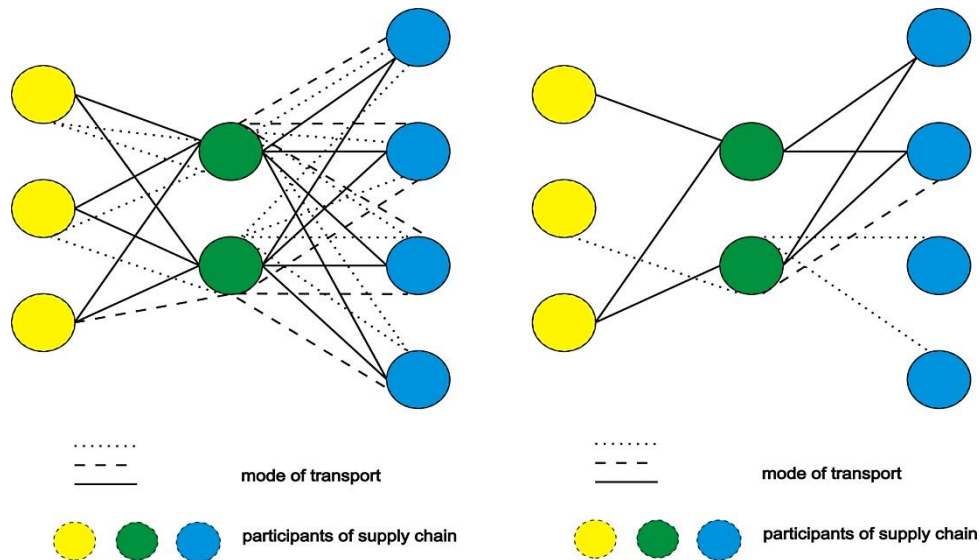 mode of transport
participants of supply chain
mode of transport
participants of supply chain